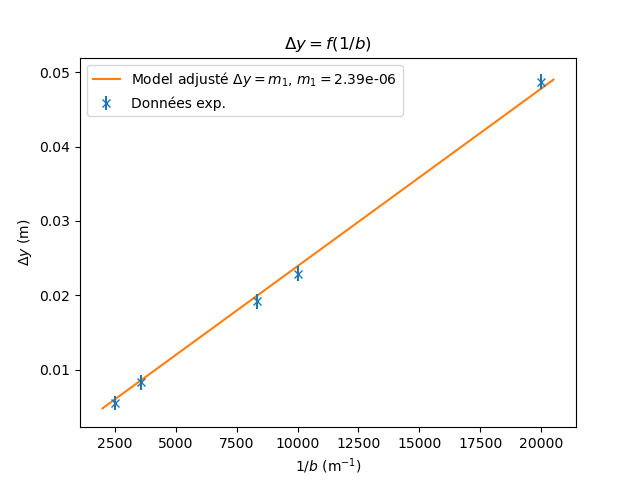 Δy = f(1/b)
Model adjusté Δy = m₁, m₁ = 2.39e-06
Données exp.
0.05
0.04
0.03
0.02
0.01
Δy (m)
2500 5000 7500 10000 12500 15000 17500 20000
1/b (m⁻¹)